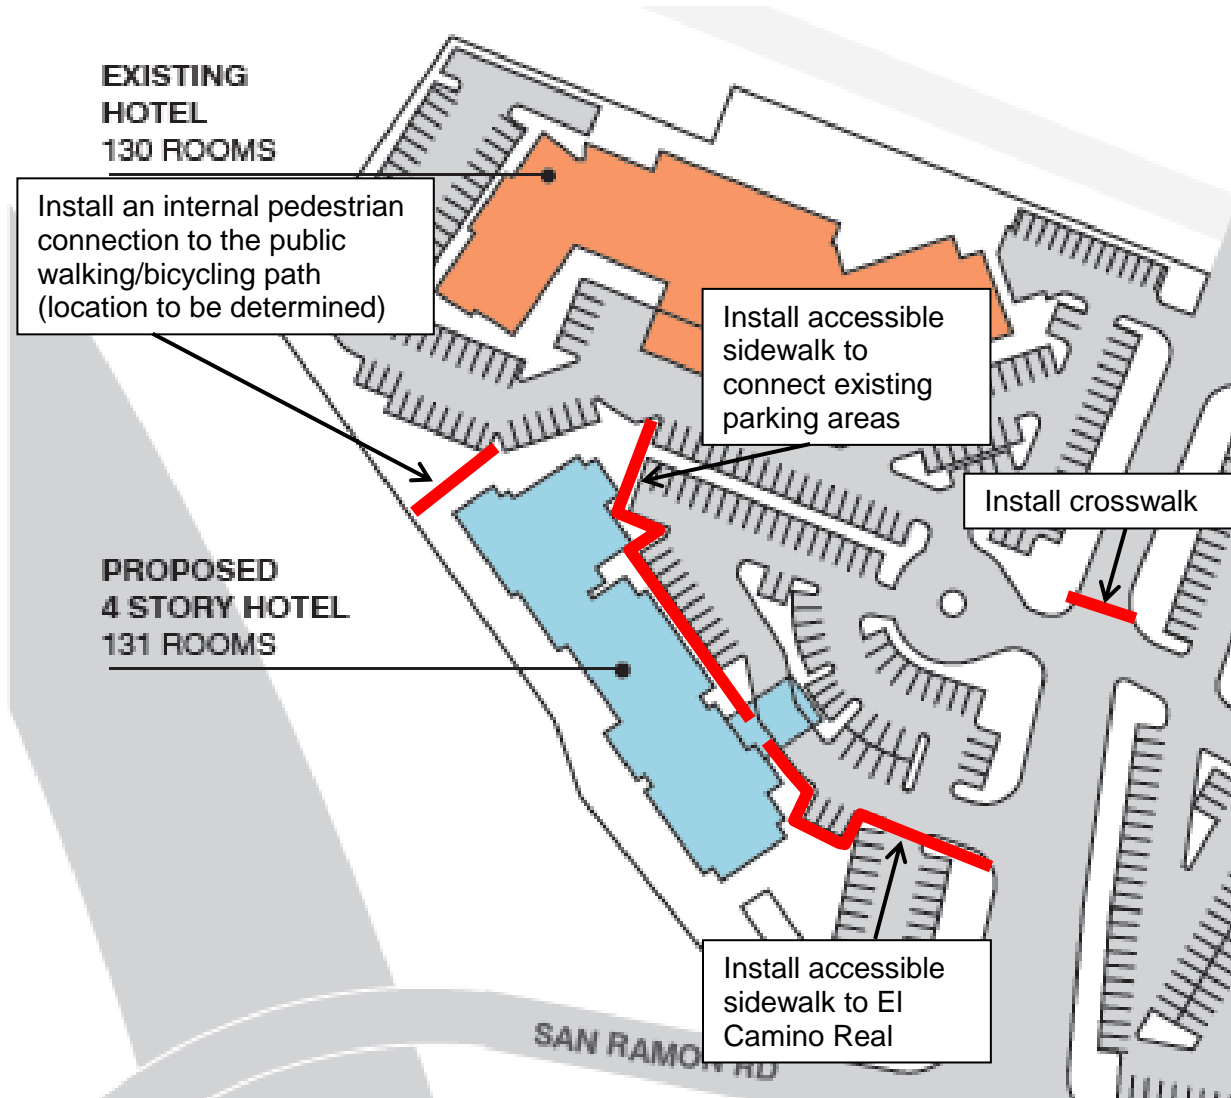 EXISTING
HOTEL
130 ROOMS
Install an internal pedestrian
connection to the public
walking/bicycling path
(location to be determined)
Install accessible
sidewalk to
connect existing
parking areas
Install crosswalk
PROPOSED
4 STORY HOTEL
131 ROOMS
Install accessible
sidewalk to El
Camino Real
SAN RAMON RD